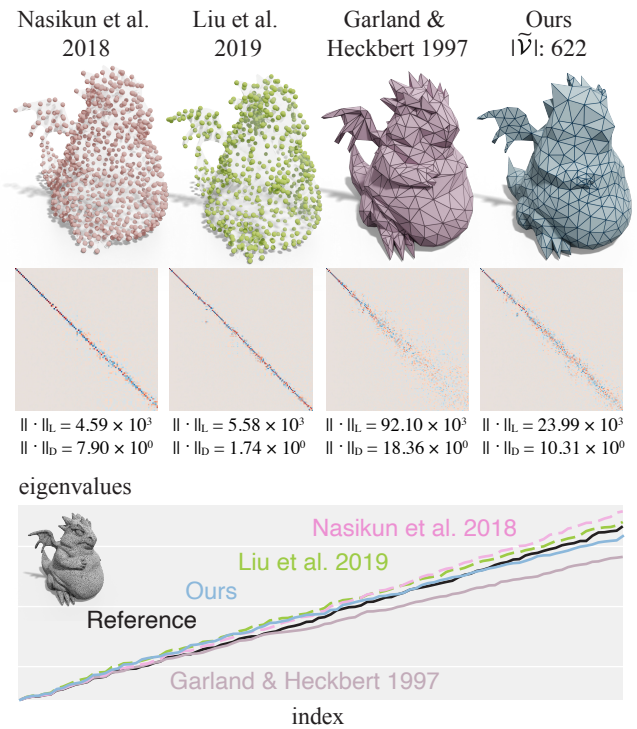 Nasikun et al.
2018
Liu et al.
2019
Garland &
Heckbert 1997
Ours
|Ṽ|: 622
|| · ||L = 4.59 × 10³
|| · ||D = 7.90 × 10⁰
|| · ||L = 5.58 × 10³
|| · ||D = 1.74 × 10⁰
|| · ||L = 92.10 × 10³
|| · ||D = 18.36 × 10⁰
|| · ||L = 23.99 × 10³
|| · ||D = 10.31 × 10⁰
eigenvalues
Nasikun et al. 2018
Liu et al. 2019
Ours
Reference
Garland & Heckbert 1997
index